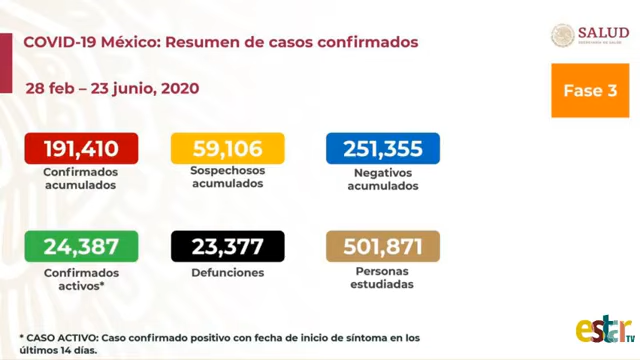 COVID-19 México: Resumen de casos confirmados
SALUD
SECRETARÍA DE SALUD
28 feb – 23 junio, 2020
Fase 3
191,410
Confirmados
acumulados
59,106
Sospechosos
acumulados
251,355
Negativos
acumulados
24,387
Confirmados
activos*
23,377
Defunciones
501,871
Personas
estudiadas
* CASO ACTIVO: Caso confirmado positivo con fecha de inicio de síntoma en los
últimos 14 días.
estar
TV